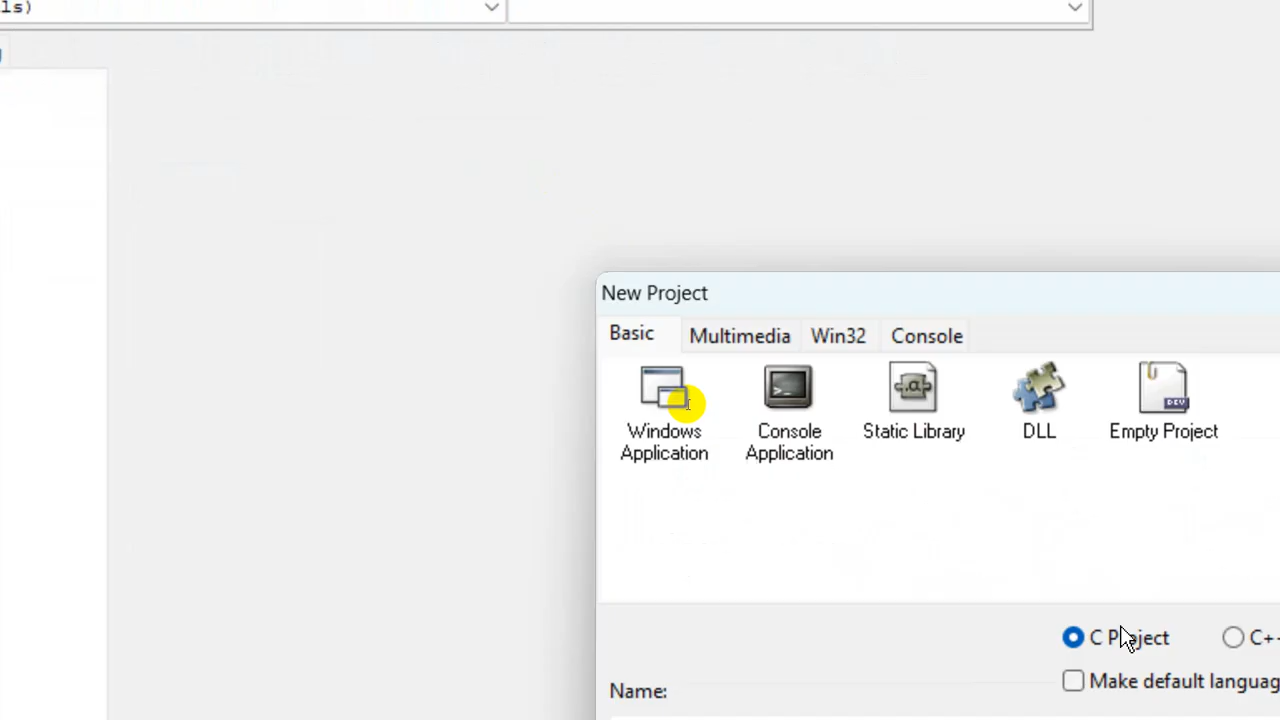 ls)
New Project
Basic Multimedia Win32 Console
Windows Application
Console Application
Static Library
DLL
Empty Project
C Project
Make default
Name: